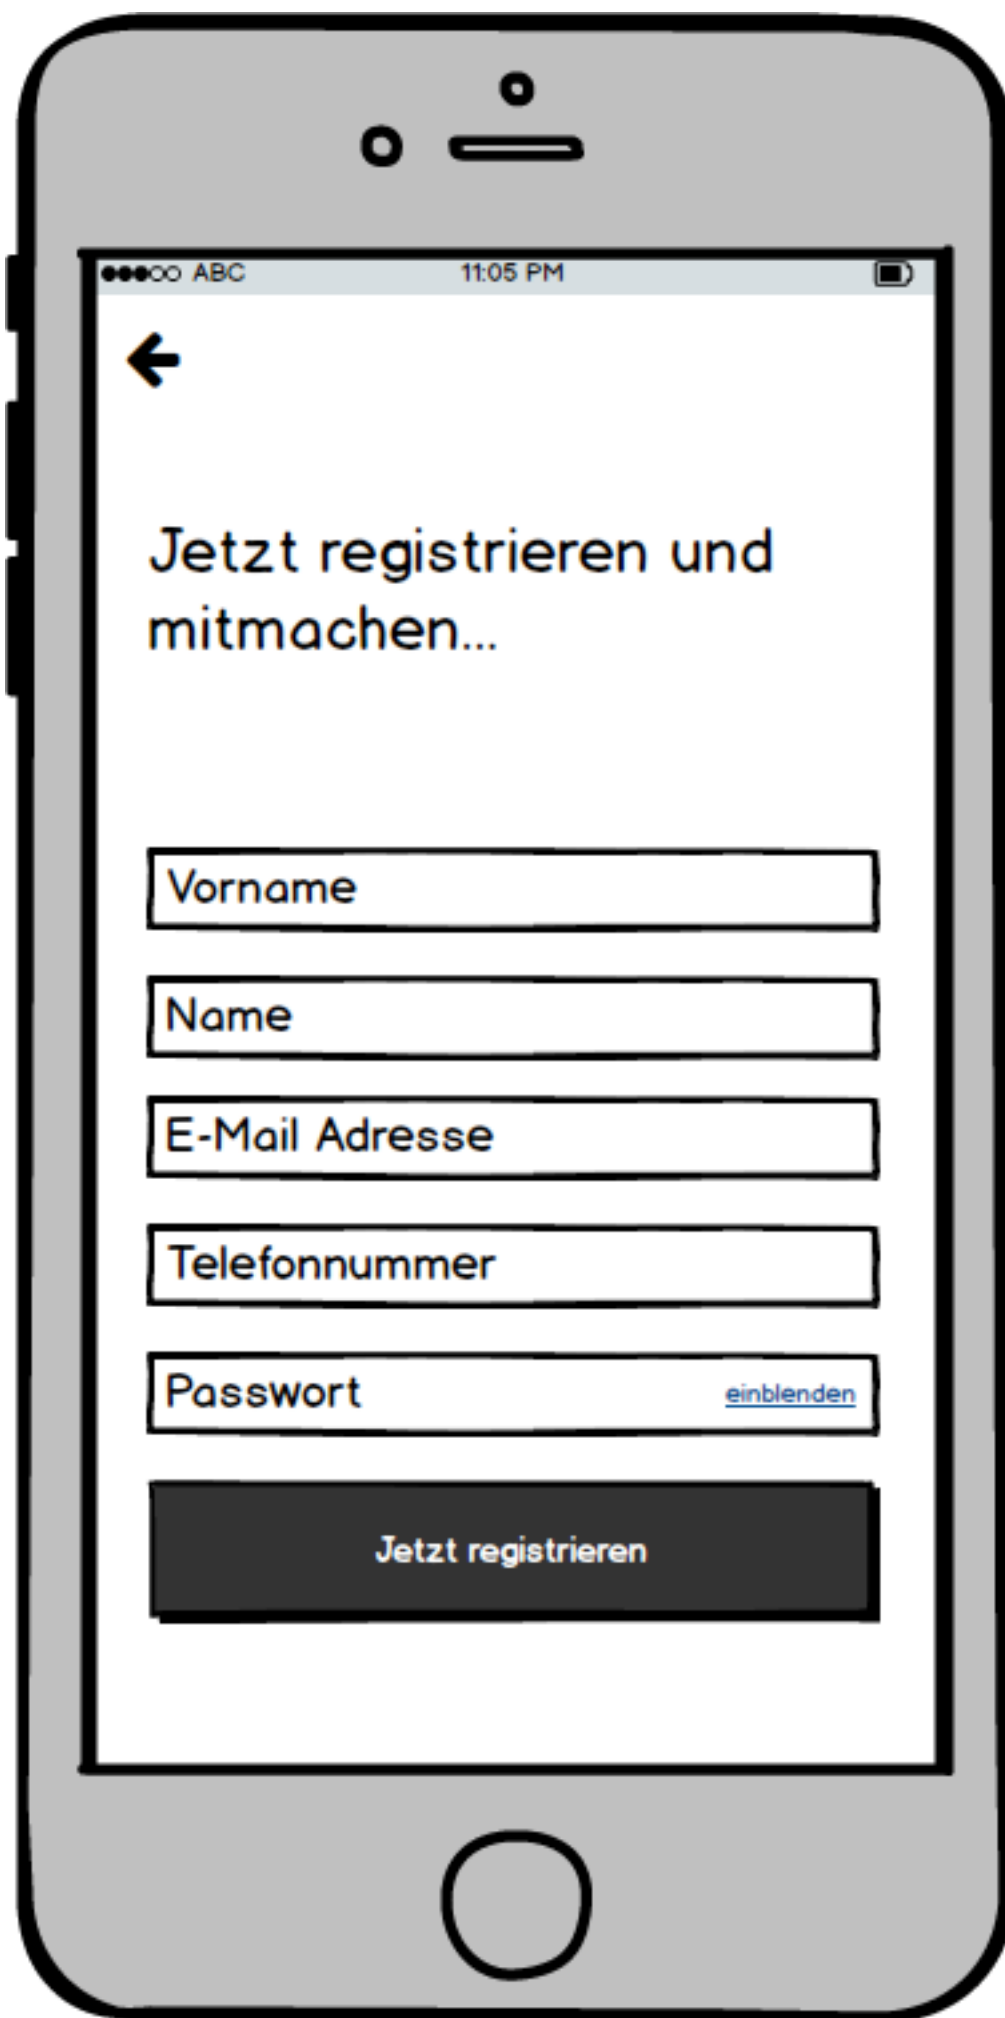 ABC 11:05 PM
Jetzt registrieren und
mitmachen...
Vorname
Name
E-Mail Adresse
Telefonnummer
Passwort einblenden
Jetzt registrieren